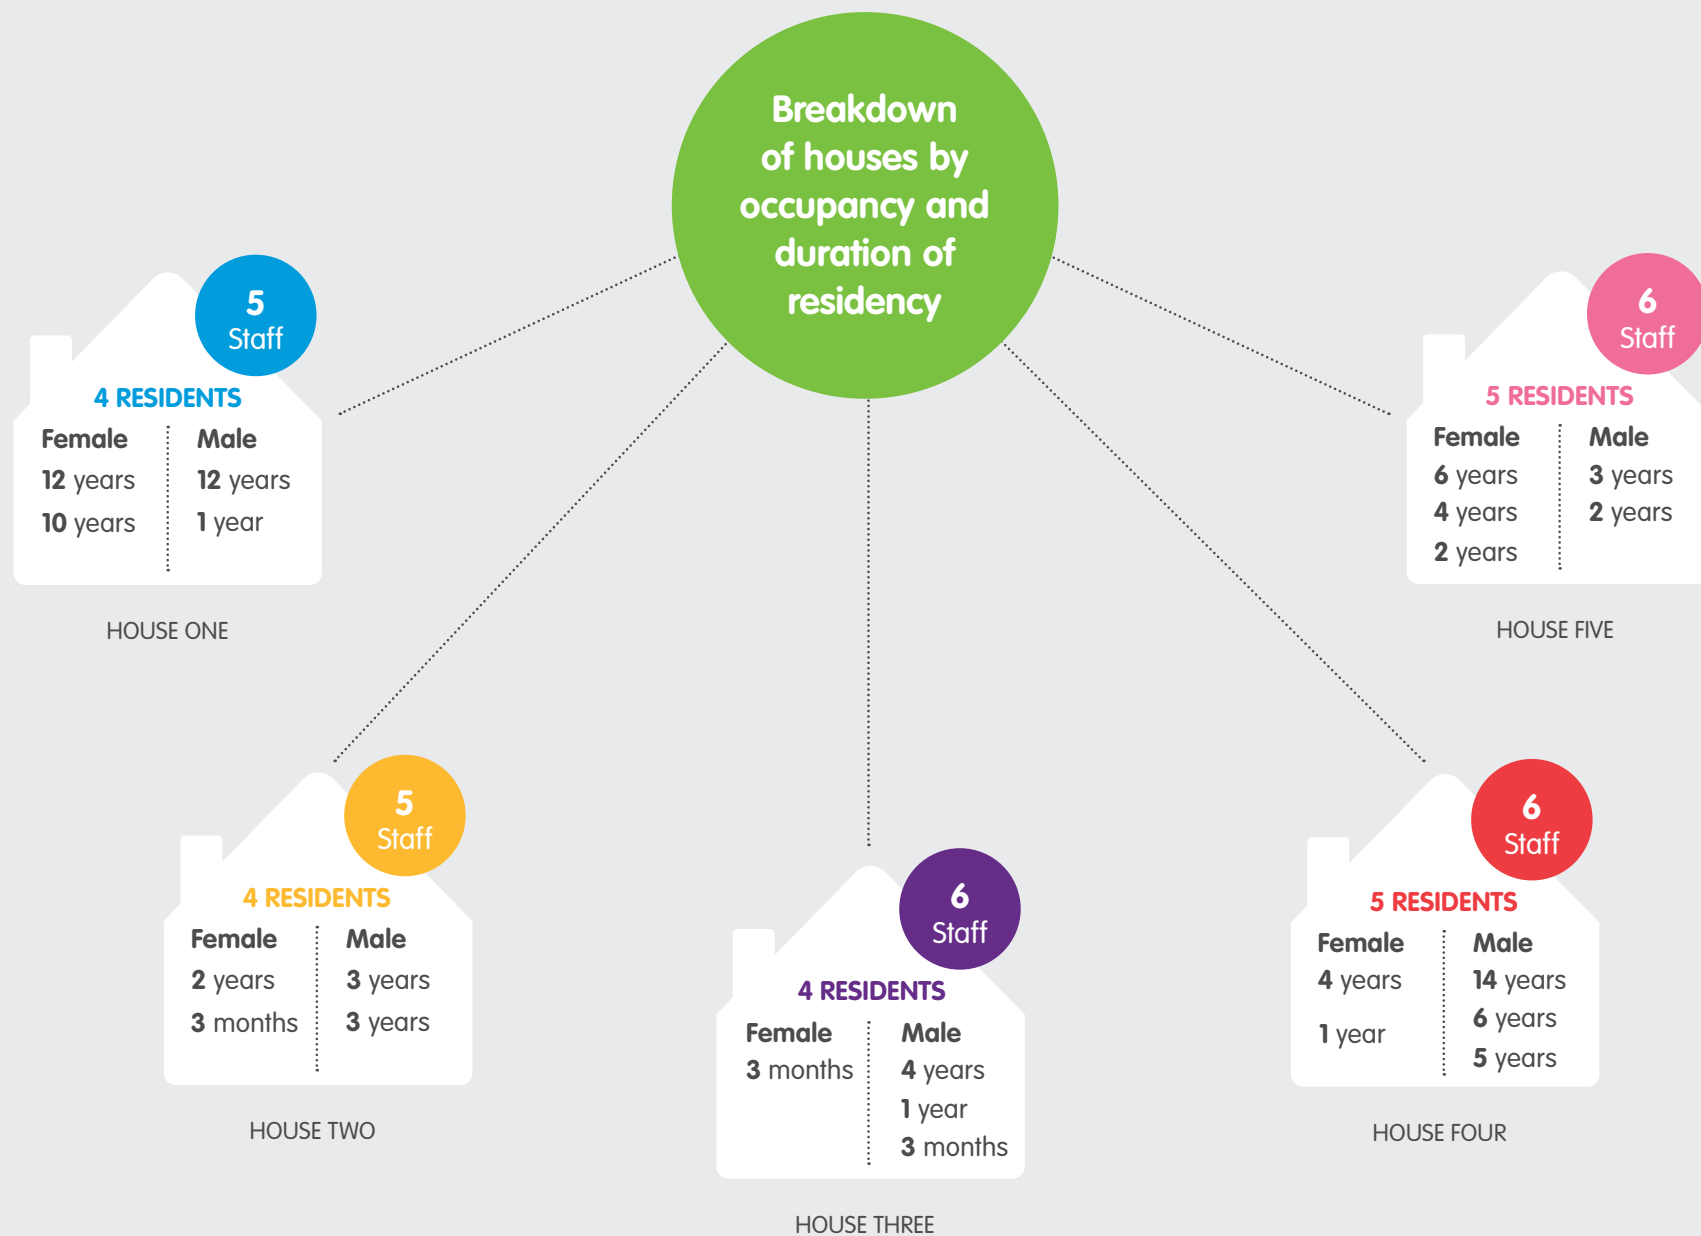 Breakdown
of houses by
occupancy and
duration of
residency
5
Staff
4 RESIDENTS
Female
12 years
10 years
Male
12 years
1 year
HOUSE ONE
5
Staff
4 RESIDENTS
Female
2 years
3 months
Male
3 years
3 years
HOUSE TWO
6
Staff
4 RESIDENTS
Female
3 months
Male
4 years
1 year
3 months
HOUSE THREE
6
Staff
5 RESIDENTS
Female
4 years
1 year
Male
14 years
6 years
5 years
HOUSE FOUR
6
Staff
5 RESIDENTS
Female
6 years
4 years
2 years
Male
3 years
2 years
HOUSE FIVE